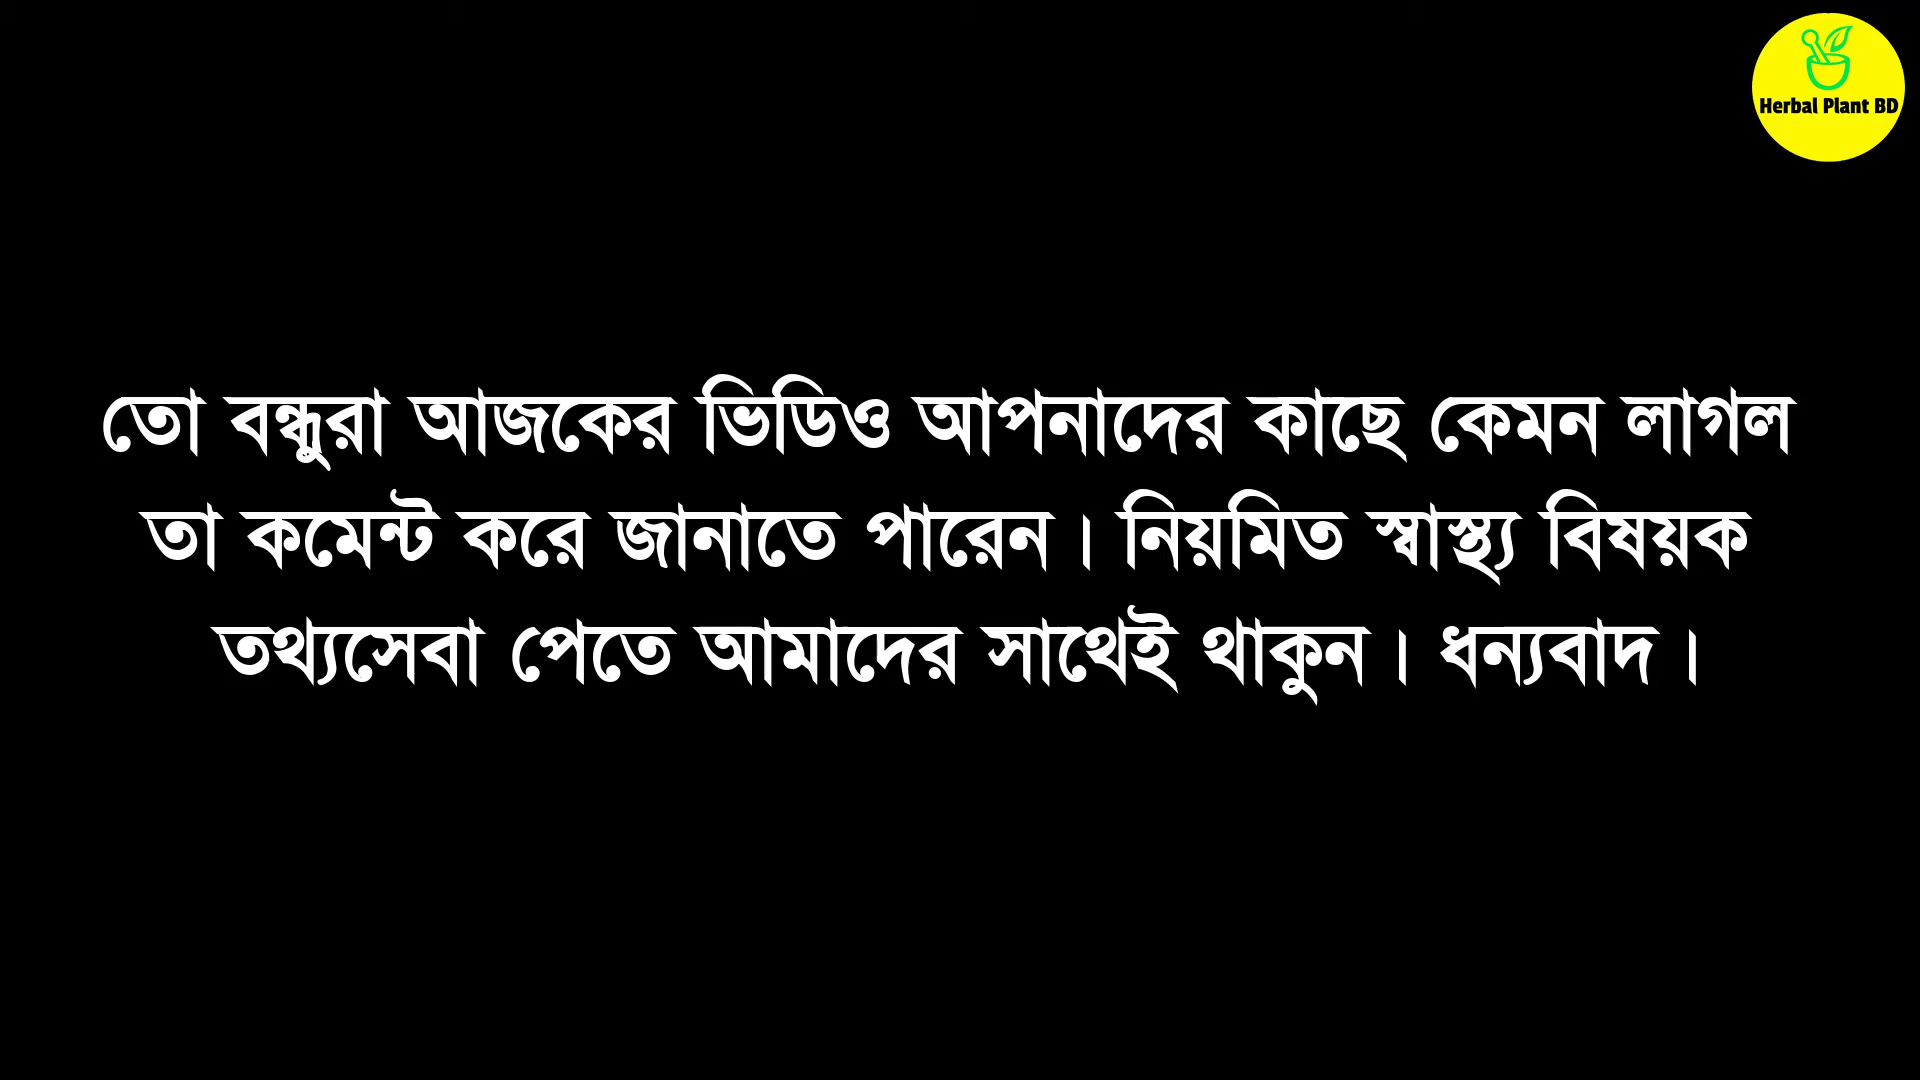 Herbal Plant BD
তো বন্ধুরা আজকের ভিডিও আপনাদের কাছে কেমন লাগল
তা কমেন্ট করে জানাতে পারেন। নিয়মিত স্বাস্থ্য বিষয়ক
তথ্যসেবা পেতে আমাদের সাথেই থাকুন। ধন্যবাদ।